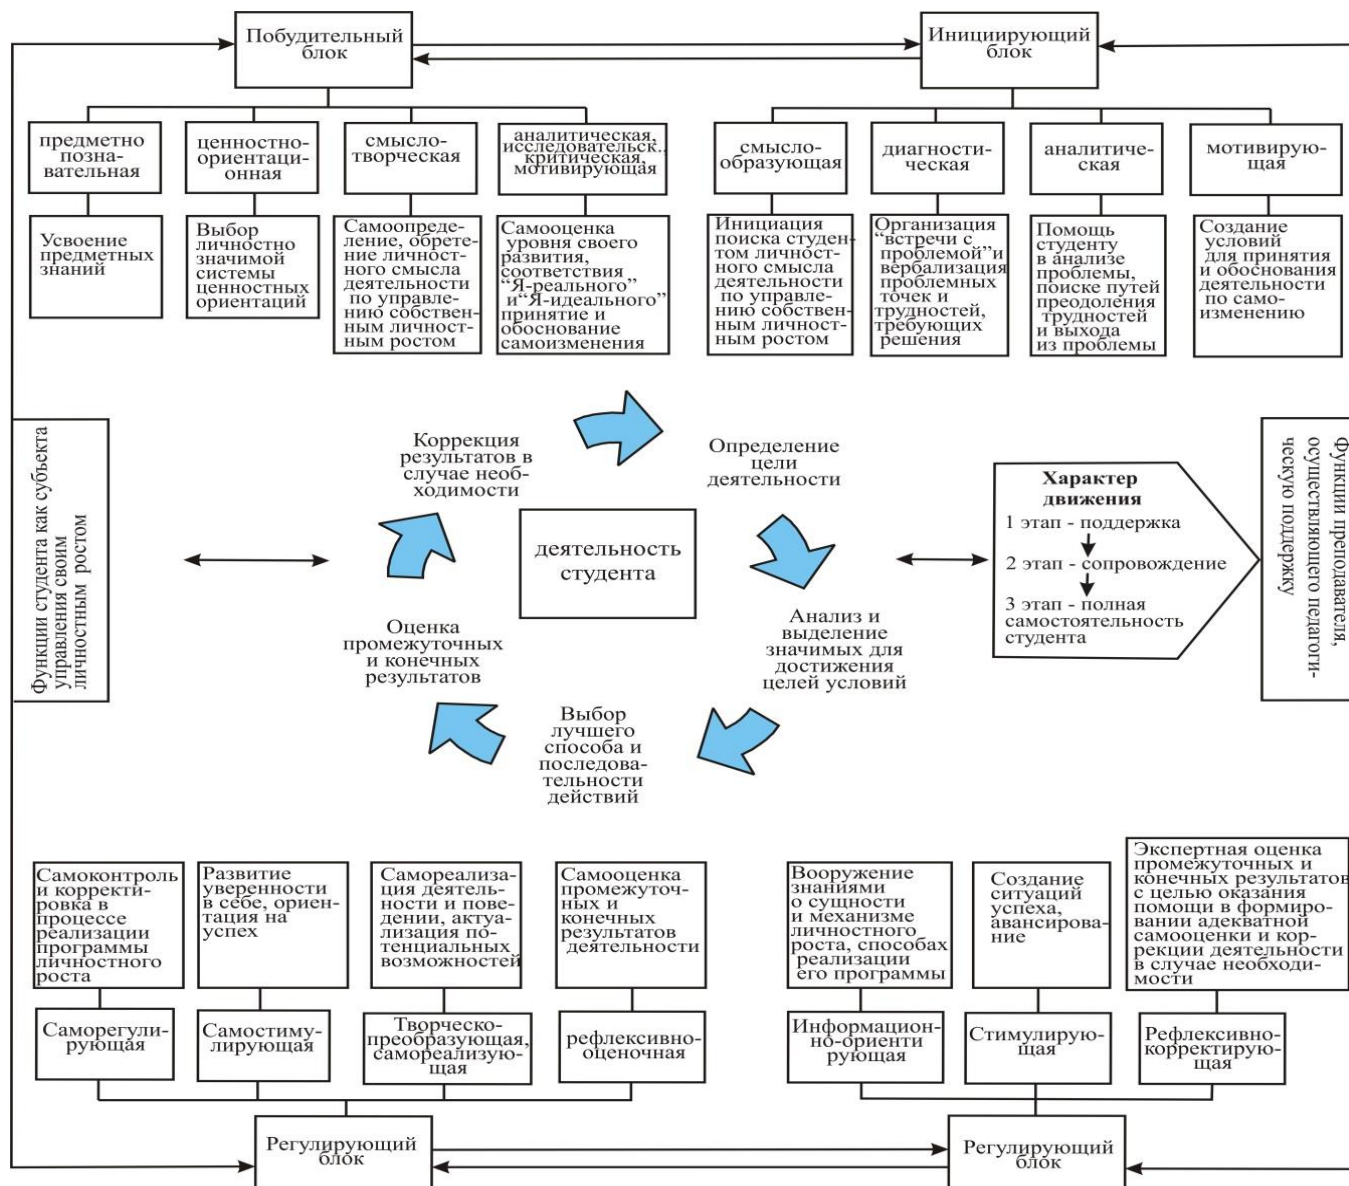 Побудительный
блок
Инициирующий
блок
предметно
позна-
вательная
ценностно-
ориентаци-
онная
смысло-
творческая
аналитическая,
исследовательск.,
критическая,
мотивирующая
смысло-
образующая
диагности-
ческая
аналитиче-
ская
мотивирую-
щая
Усвоение
предметных
знаний
Выбор
личностно
значимой
системы
ценностных
ориентаций
Самоопреде-
ление, обрете-
ние личност-
ного смысла
деятельности
по управле-
нию собствен-
ным личност-
ным ростом
Самооценка
уровня своего
развития,
соответствия
“Я-реального”
и“Я-идеального”
принятие и
обоснование
самоизменения
Инициация
поиска студен-
том личност-
ного смысла
деятельности
по управле-
нию собствен-
ным личност-
ным ростом
Организация
“встречи с
проблемой”и
вербализация
проблемных
точек и
трудностей,
требующих
решения
Помощь
студенту
в анализе
проблемы,
поиске путей
преодоления
трудностей
и выхода
из проблемы
Создание
условий
для принятия
и обоснования
деятельности
по само-
изменению
Функции студента как субъекта
управления своим
личностным ростом
Коррекция
результатов в
случае необ-
ходимости
Определение
цели
деятельности
деятельность
студента
Оценка
промежуточных
и конечных
результатов
Анализ и
выделение
значимых для
достижения
целей условий
Выбор
лучшего
способа и
последова-
тельности
действий
Характер
движения
1 этап - поддержка
2 этап - сопровождение
3 этап - полная
самостоятельность
студента
Функции преподавателя,
осуществляющего педагоги-
ческую поддержку
Самоконтроль
и корректи-
ровка в
процессе
реализации
программы
личностного
роста
Развитие
уверенности
в себе, ориен-
тация на
успех
Самореали-
зация деятель-
ности и пове-
дении, актуа-
лизация по-
тенциальных
возможностей
Самооценка
промежуточ-
ных и
конечных
результатов
деятельности
Вооружение
знаниями
о сущности
и механизме
личностного
роста, способах
реализации
его программы
Создание
ситуаций
успеха,
авансирова-
ние
Экспертная оценка
промежуточных и
конечных результатов
с целью оказания
помощи в формиро-
вании адекватной
самооценки и кор-
рекции деятельности
в случае необходи-
мости
Саморегули-
рующая
Самостиму-
лирующая
Творческо-
преобразующая,
самореализую-
щая
рефлексивно-
оценочная
Информацион-
но-ориенти
рующая
Стимулирую-
щая
Рефлексивно-
корректирую-
щая
Регулирующий
блок
Регулирующий
блок